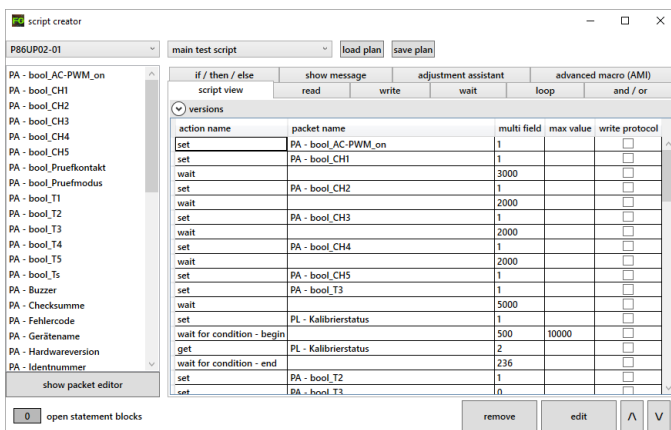 FO script creator
P86UP02-01 main test script load plan save plan
PA - bool_AC-PWM_on
PA - bool_CH1
PA - bool_CH2
PA - bool_CH3
PA - bool_CH4
PA - bool_CH5
PA - bool_Pruefkontakt
PA - bool_Pruefmodus
PA - bool_T1
PA - bool_T2
PA - bool_T3
PA - bool_T4
PA - bool_T5
PA - bool_Ts
PA - Buzzer
PA - Checksumme
PA - Fehlercode
PA - Gerätename
PA - Hardwareversion
PA - Identnummer
show packet editor
0 open statement blocks
if / then / else show message adjustment assistant advanced macro (AMI)
script view read write wait loop and / or
versions
action name packet name multi field max value write protocol
set PA - bool_AC-PWM_on 1
set PA - bool_CH1 1
wait 3000
set PA - bool_CH2 1
wait 2000
set PA - bool_CH3 1
wait 2000
set PA - bool_CH4 1
wait 2000
set PA - bool_CH5 1
set PA - bool_T3 1
wait 5000
set PL - Kalibrierstatus 1
wait for condition - begin 500 10000
get PL - Kalibrierstatus 2
wait for condition - end 236
set PA - bool_T2 1
set PA - bool_T3 0
remove edit /\ \/